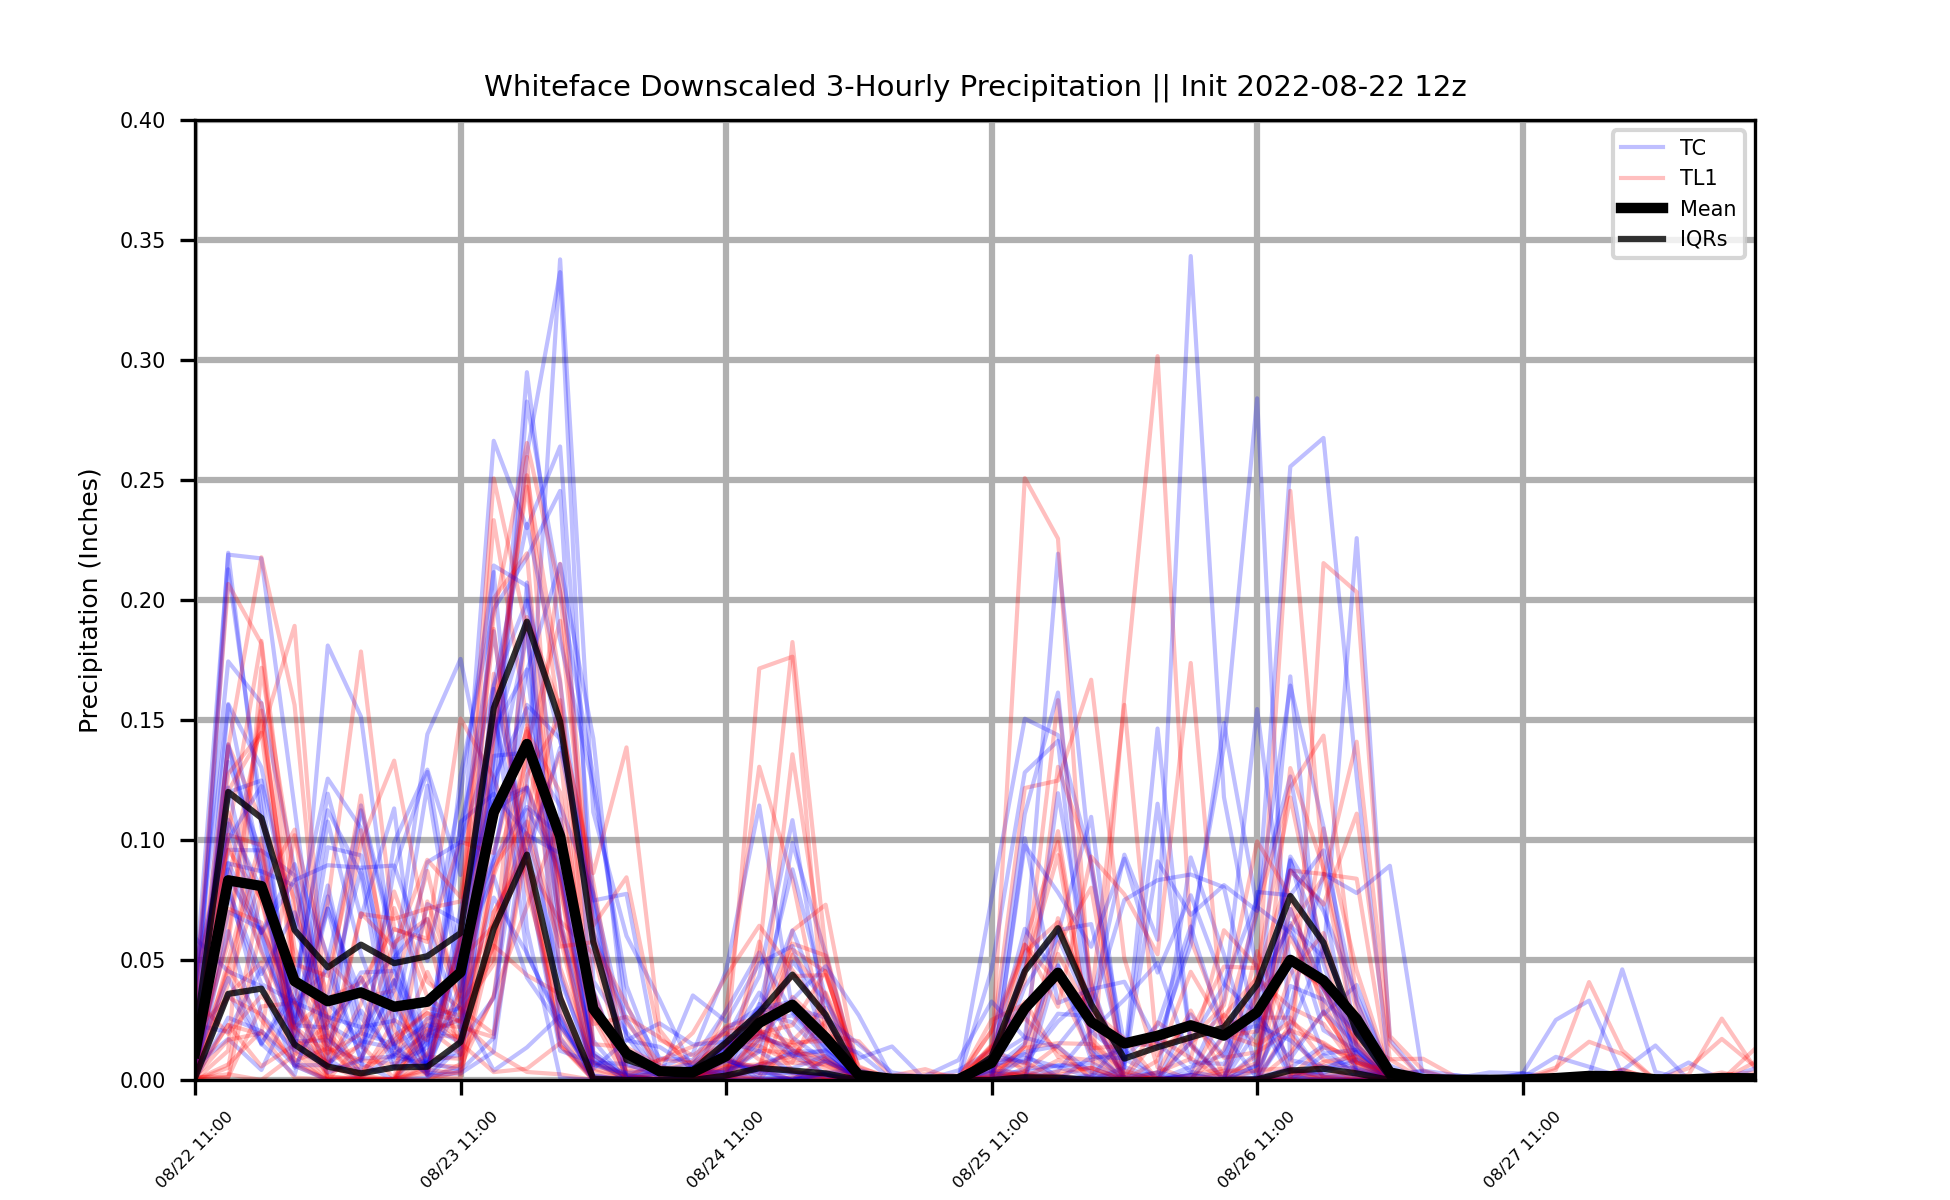 Whiteface Downscaled 3-Hourly Precipitation || Init 2022-08-22 12z
0.40
0.35
0.30
0.25
0.20
0.15
0.10
0.05
0.00
Precipitation (Inches)
TC
TL1
Mean
IQRs
08/22 11:00
08/23 11:00
08/24 11:00
08/25 11:00
08/26 11:00
08/27 11:00